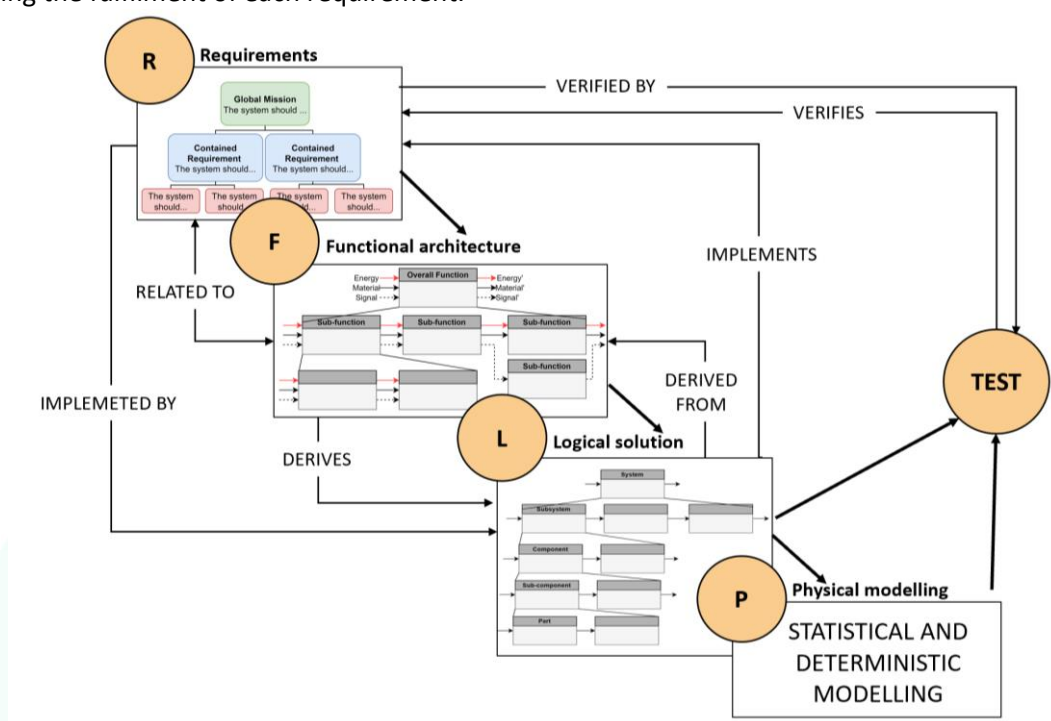 ing the fulfilment of each requirement.
R
Requirements
VERIFIED BY
VERIFIES
Global Mission
The system should ...
Contained
Requirement
The system should...
Contained
Requirement
The system should...
The system
should...
The system
should...
The system
The system
should...
F
Functional architecture
IMPLEMENTS
RELATED TO
Energy
Material
Signal
Overall Function
Energy'
Material'
Signal'
Sub-function
Sub-function
Sub-function
Sub-function
TEST
DERIVED
FROM
IMPLEMETED BY
L
Logical solution
DERIVES
System
Subsystem
Component
Sub-component
Part
P
Physical modelling
STATISTICAL AND
DETERMINISTIC
MODELLING